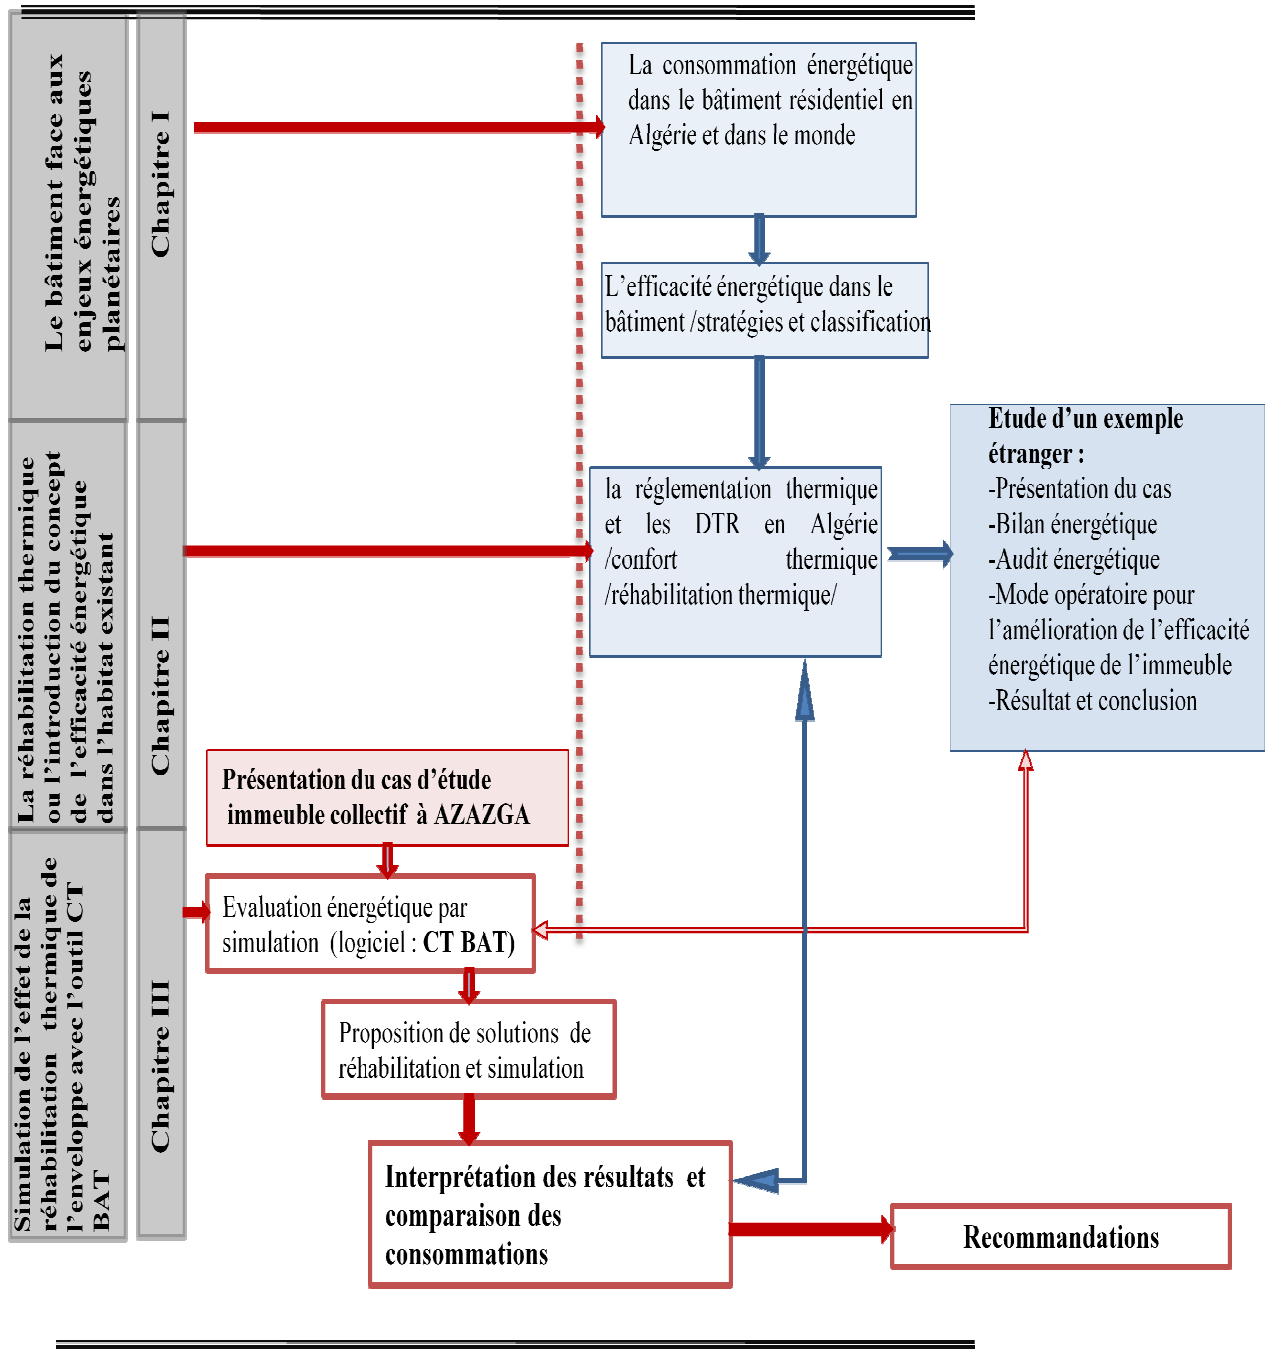 Le bâtiment face aux
enjeux énergétiques
planétaires
Chapitre I
La consommation énergétique
dans le bâtiment résidentiel en
Algérie et dans le monde
L'efficacité énergétique dans le
bâtiment /stratégies et classification
La réhabilitation thermique
ou l'introduction du concept
de l'efficacité énergétique
dans l'habitat existant
Chapitre II
la réglementation thermique
et les DTR en Algérie
/confort thermique
/réhabilitation thermique/
Etude d'un exemple
étranger :
-Présentation du cas
-Bilan énergétique
-Audit énergétique
-Mode opératoire pour
l'amélioration de l'efficacité
énergétique de l'immeuble
-Résultat et conclusion
Simulation de l'effet de la
réhabilitation thermique de
l'enveloppe avec l'outil CT
BAT
Chapitre III
Présentation du cas d'étude
immeuble collectif à AZAZGA
Evaluation énergétique par
simulation (logiciel : CT BAT)
Proposition de solutions de
réhabilitation et simulation
Interprétation des résultats et
comparaison des
consommations
Recommandations